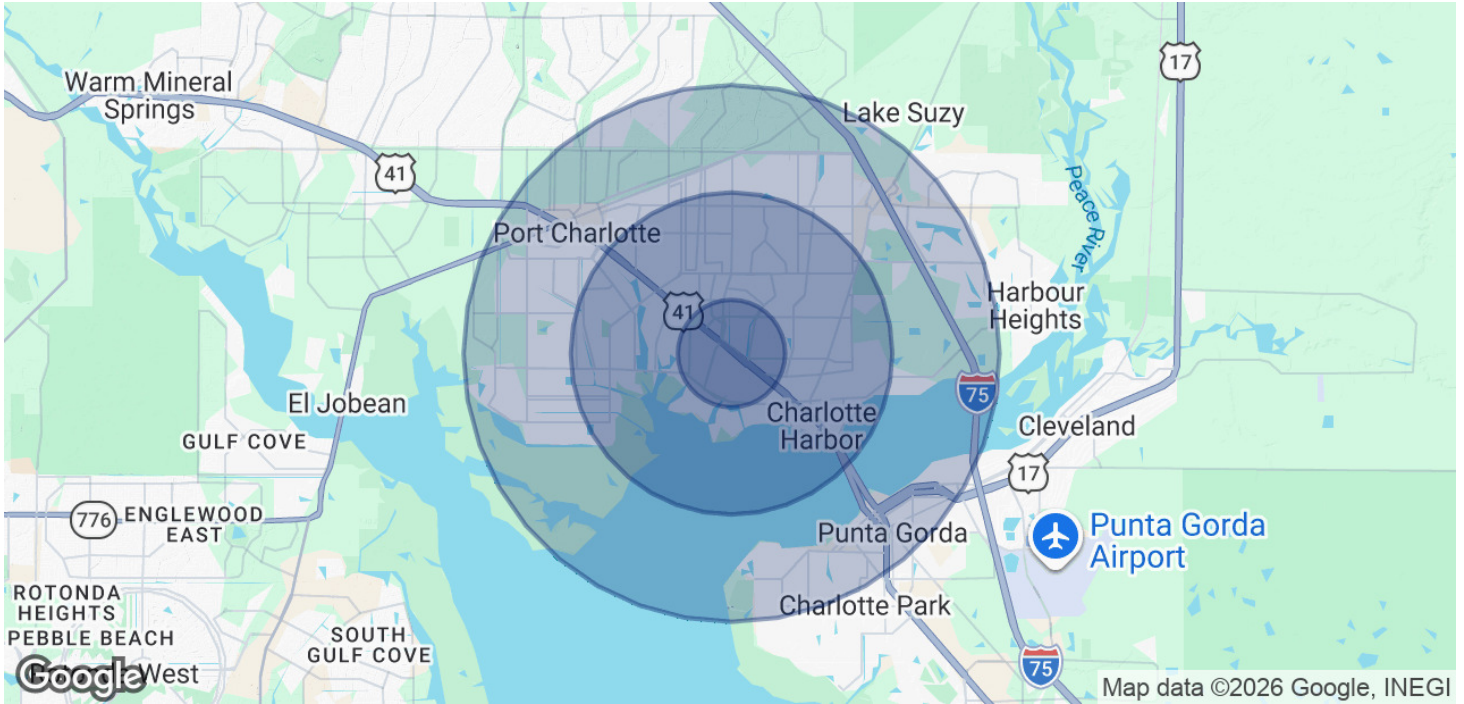 17
Warm Mineral
Springs
Lake Suzy
41
Peace River
Port Charlotte
Harbour
Heights
41
75
El Jobean
Charlotte
Harbor
Cleveland
GULF COVE
17
776
ENGLEWOOD
EAST
Punta Gorda
Punta Gorda
Airport
ROTONDA
HEIGHTS
Charlotte Park
PEBBLE BEACH
SOUTH
GULF COVE
75
Rotonda West
Google
Map data ©2026 Google, INEGI